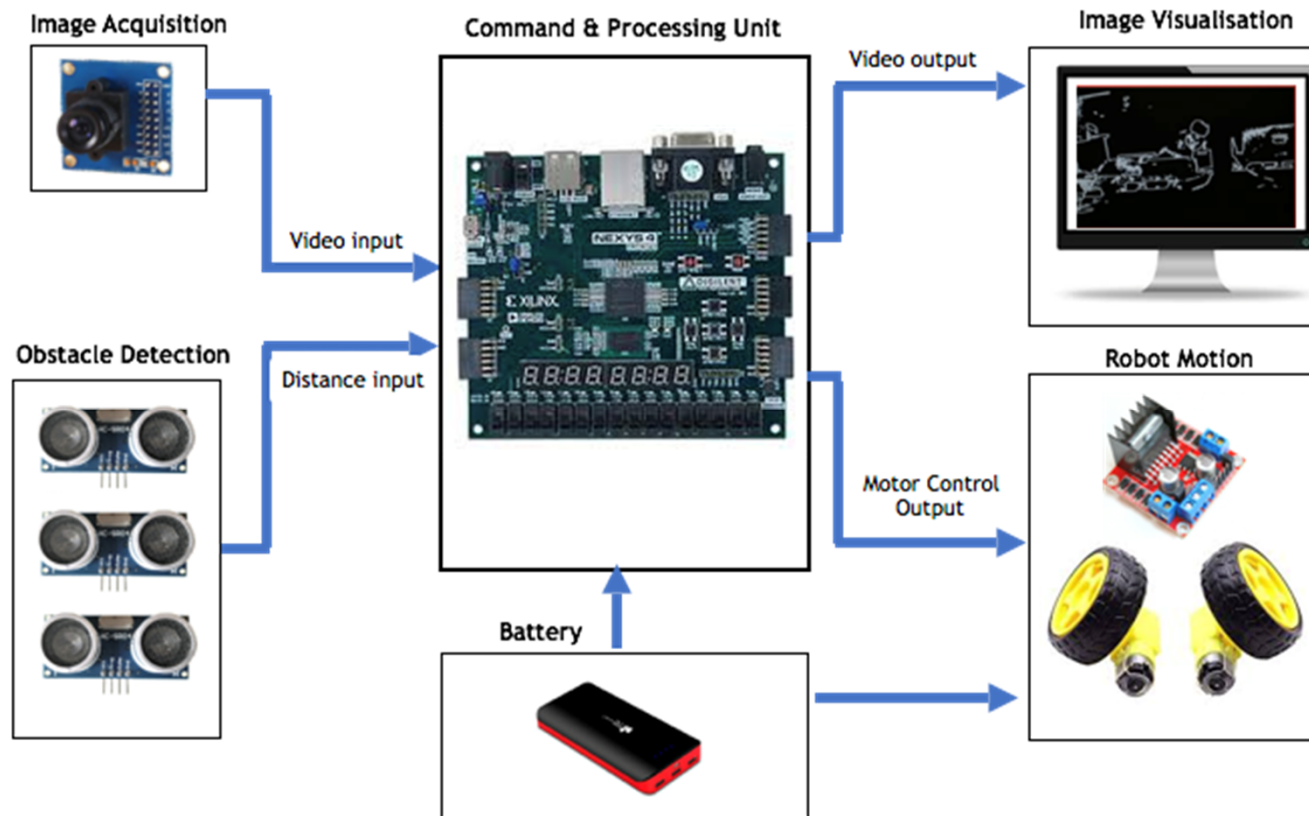 Image Acquisition
Command & Processing Unit
Image Visualisation
Video output
Video input
NEXYS 4
DIGILENT
XILINX
Obstacle Detection
Distance input
Robot Motion
Motor Control
Output
Battery